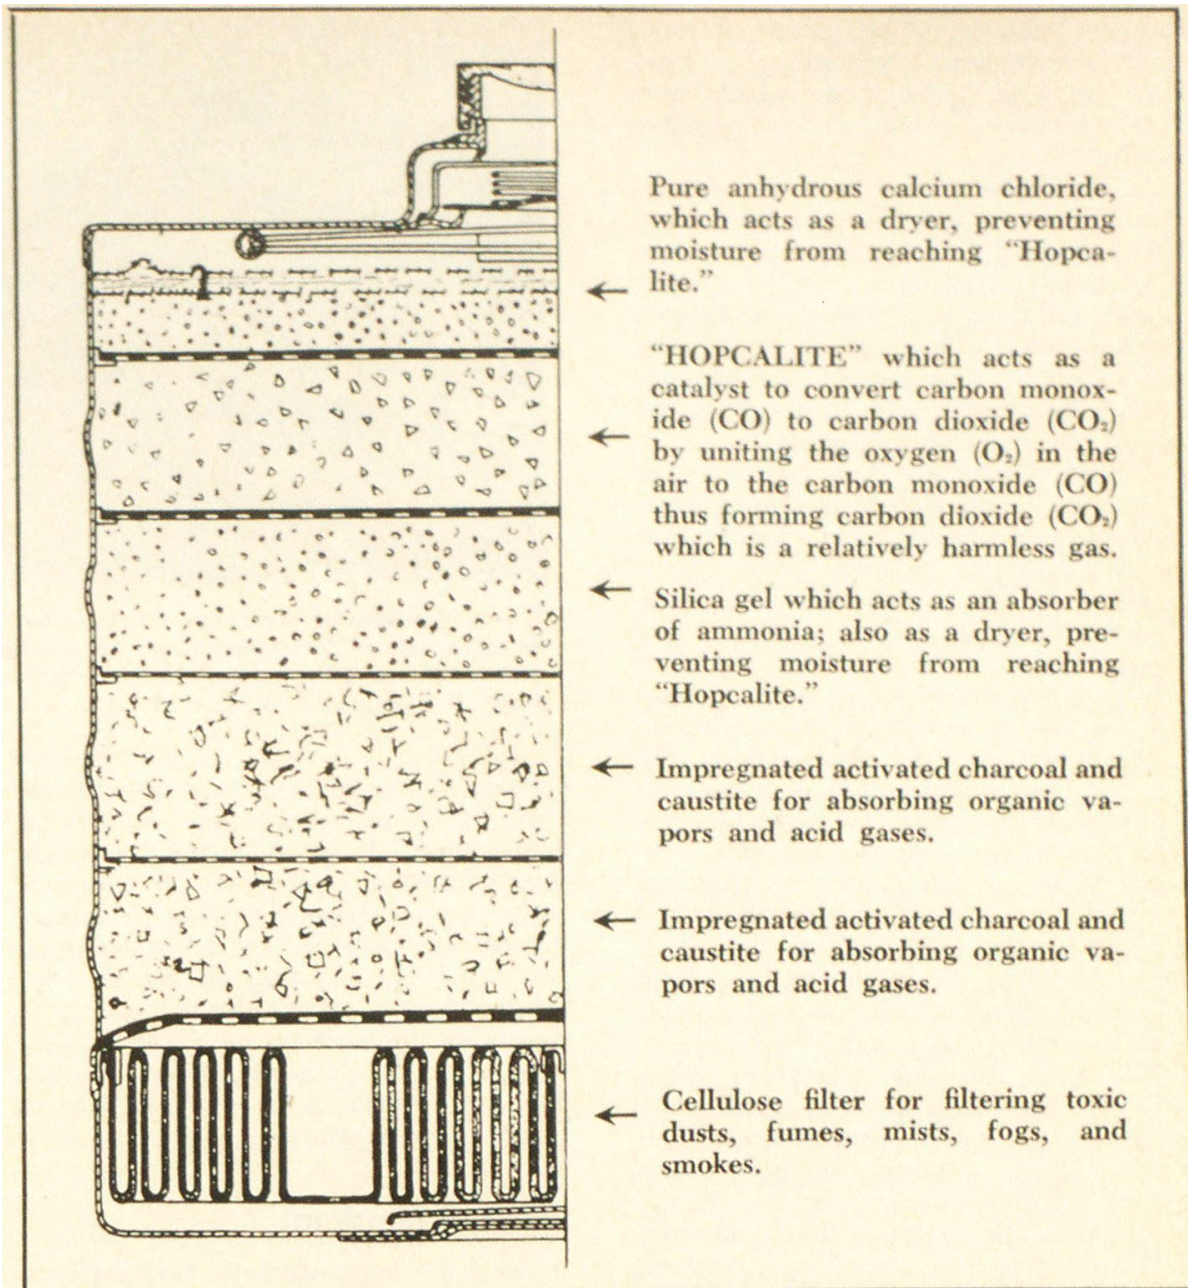 Pure anhydrous calcium chloride,
which acts as a dryer, preventing
moisture from reaching “Hopca-
lite.”
“HOPCALITE” which acts as a
catalyst to convert carbon monox-
ide (CO) to carbon dioxide (CO₂)
by uniting the oxygen (O₂) in the
air to the carbon monoxide (CO)
thus forming carbon dioxide (CO₂)
which is a relatively harmless gas.
Silica gel which acts as an absorber
of ammonia; also as a dryer, pre-
venting moisture from reaching
“Hopcalite.”
Impregnated activated charcoal and
caustite for absorbing organic va-
pors and acid gases.
Impregnated activated charcoal and
caustite for absorbing organic va-
pors and acid gases.
Cellulose filter for filtering toxic
dusts, fumes, mists, fogs, and
smokes.